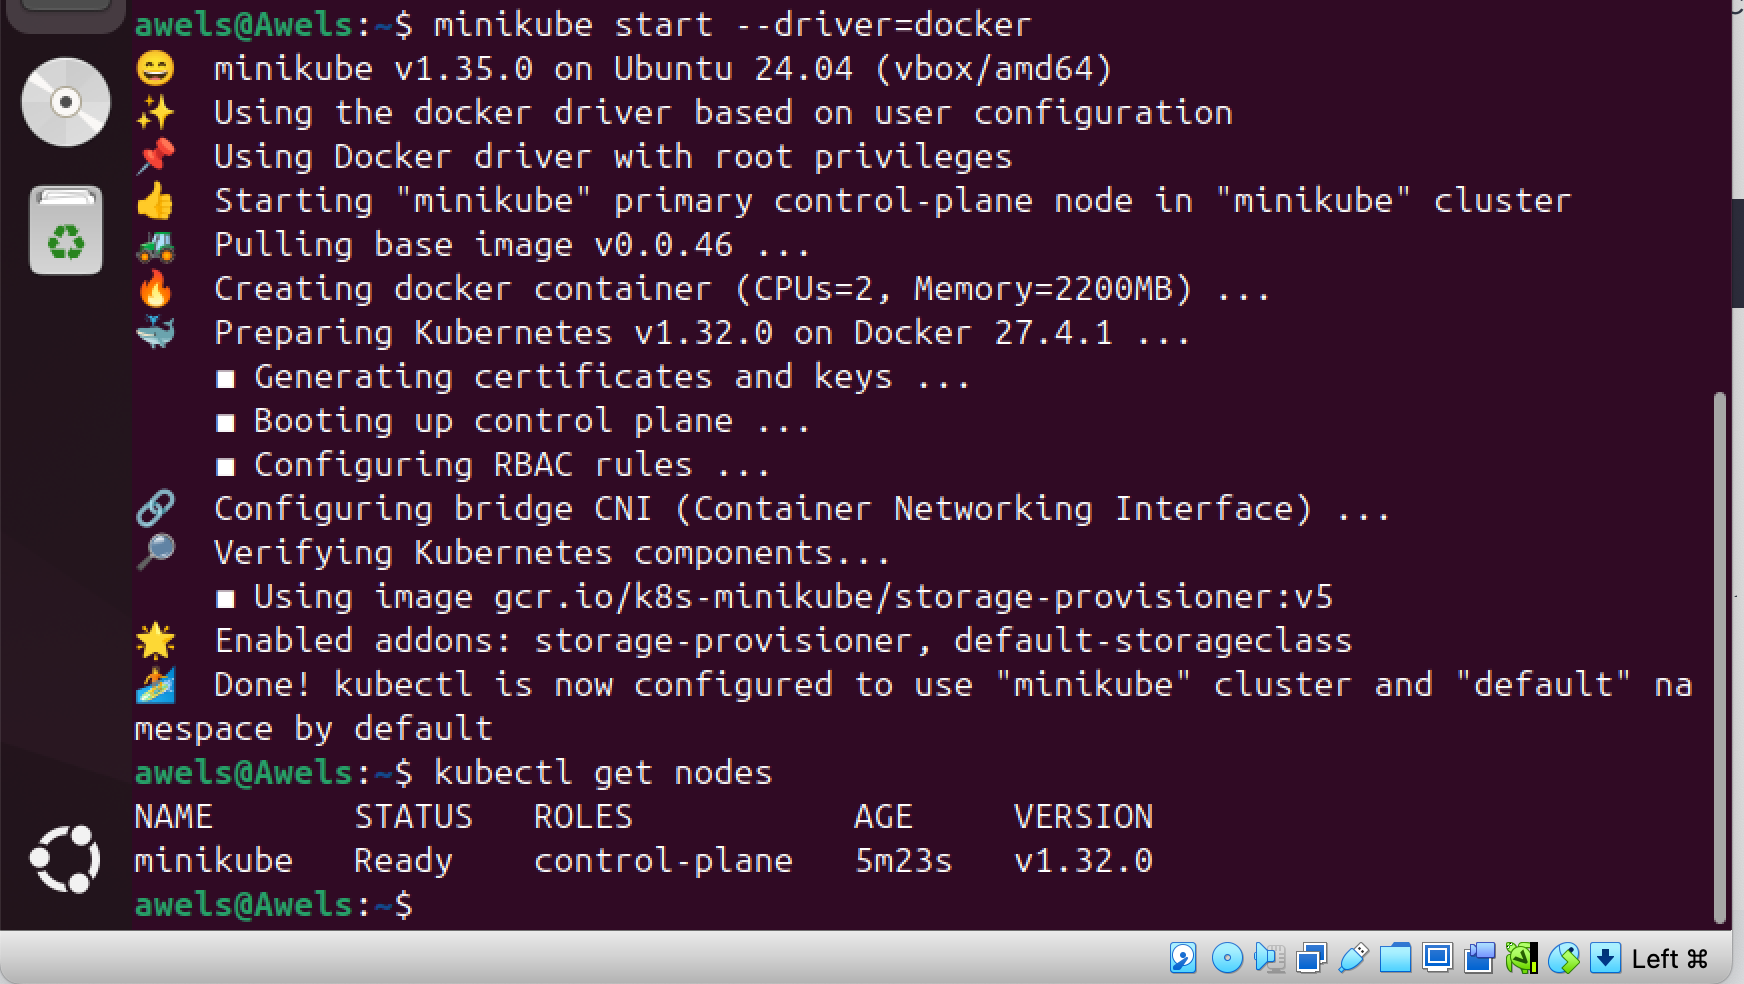 awels@Awels:~$ minikube start --driver=docker
😄  minikube v1.35.0 on Ubuntu 24.04 (vbox/amd64)
✨  Using the docker driver based on user configuration
📌  Using Docker driver with root privileges
👍  Starting "minikube" primary control-plane node in "minikube" cluster
🚜  Pulling base image v0.0.46 ...
🔥  Creating docker container (CPUs=2, Memory=2200MB) ...
🐳  Preparing Kubernetes v1.32.0 on Docker 27.4.1 ...
    ▪ Generating certificates and keys ...
    ▪ Booting up control plane ...
    ▪ Configuring RBAC rules ...
🔗  Configuring bridge CNI (Container Networking Interface) ...
🔎  Verifying Kubernetes components...
    ▪ Using image gcr.io/k8s-minikube/storage-provisioner:v5
🌟  Enabled addons: storage-provisioner, default-storageclass
🏄  Done! kubectl is now configured to use "minikube" cluster and "default" na
mespace by default
awels@Awels:~$ kubectl get nodes
NAME       STATUS   ROLES           AGE     VERSION
minikube   Ready    control-plane   5m23s   v1.32.0
awels@Awels:~$
Left ⌘